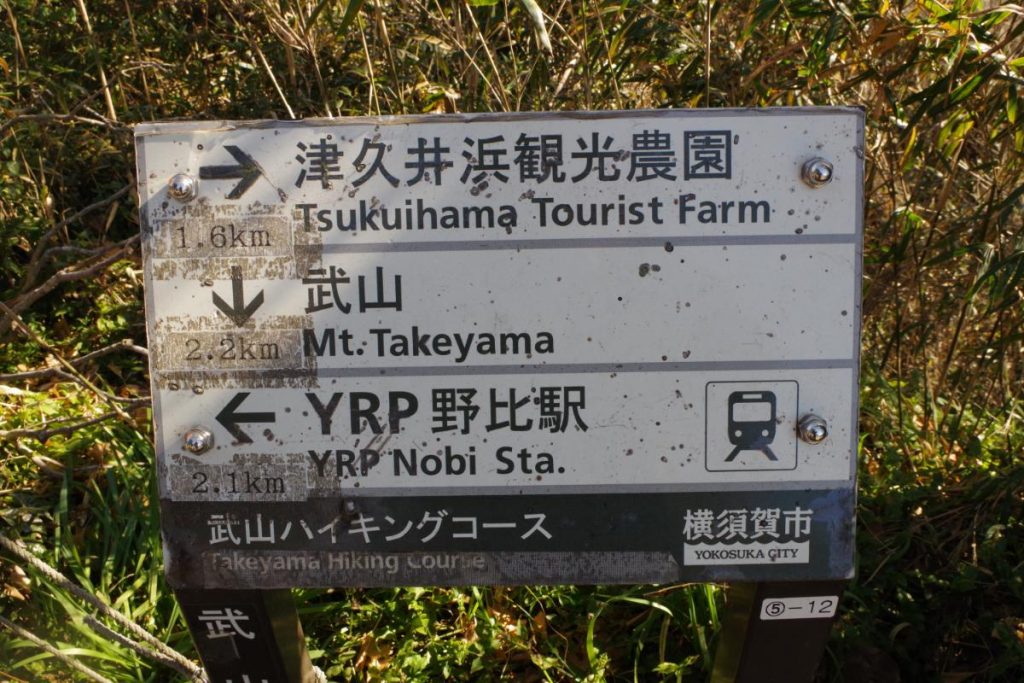 → 津久井浜観光農園
Tsukuihama Tourist Farm
1.6km
↓ 武山
Mt. Takeyama
2.2km
← YRP 野比駅
YRP Nobi Sta.
2.1km
武山ハイキングコース
Takeyama Hiking Course
横須賀市
YOKOSUKA CITY
⑤-12
武山